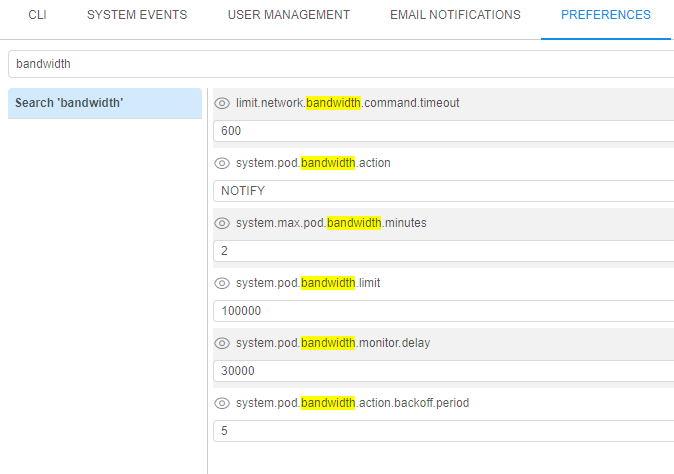 CLI SYSTEM EVENTS USER MANAGEMENT EMAIL NOTIFICATIONS PREFERENCES
bandwidth
Search 'bandwidth'
limit.network.bandwidth.command.timeout
600
system.pod.bandwidth.action
NOTIFY
system.max.pod.bandwidth.minutes
2
system.pod.bandwidth.limit
100000
system.pod.bandwidth.monitor.delay
30000
system.pod.bandwidth.action.backoff.period
5